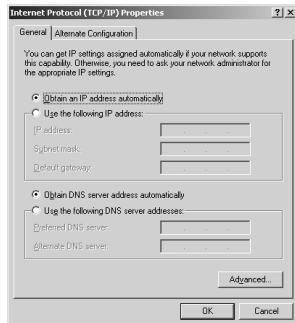 Internet Protocol (TCP/IP) Properties
General
Alternate Configuration
You can get IP settings assigned automatically if your network supports
this capability. Otherwise, you need to ask your network administrator for
the appropriate IP settings.
Obtain an IP address automatically
Use the following IP address:
IP address:
Subnet mask:
Default gateway:
Obtain DNS server address automatically
Use the following DNS server addresses:
Preferred DNS server:
Alternate DNS server:
Advanced...
OK
Cancel